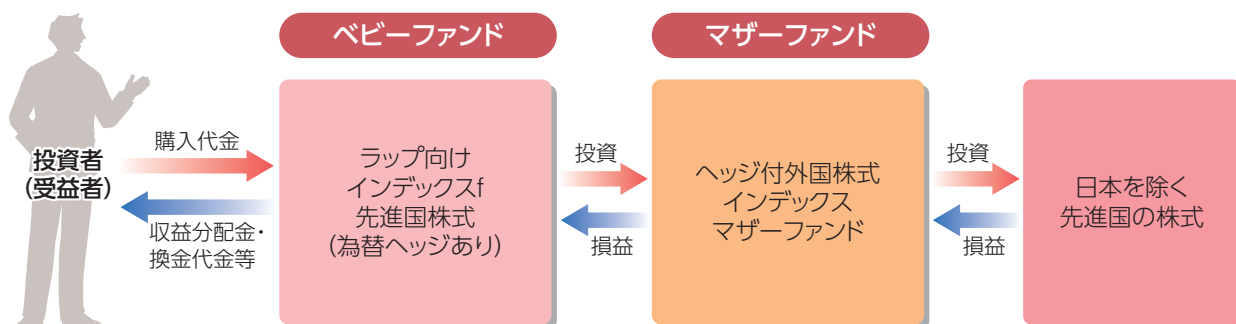 ベビーファンド
マザーファンド
投資者
(受益者)
購入代金
収益分配金・
換金代金等
ラップ向け
インデックスf
先進国株式
(為替ヘッジあり)
投資
損益
ヘッジ付外国株式
インデックス
マザーファンド
投資
損益
日本を除く
先進国の株式